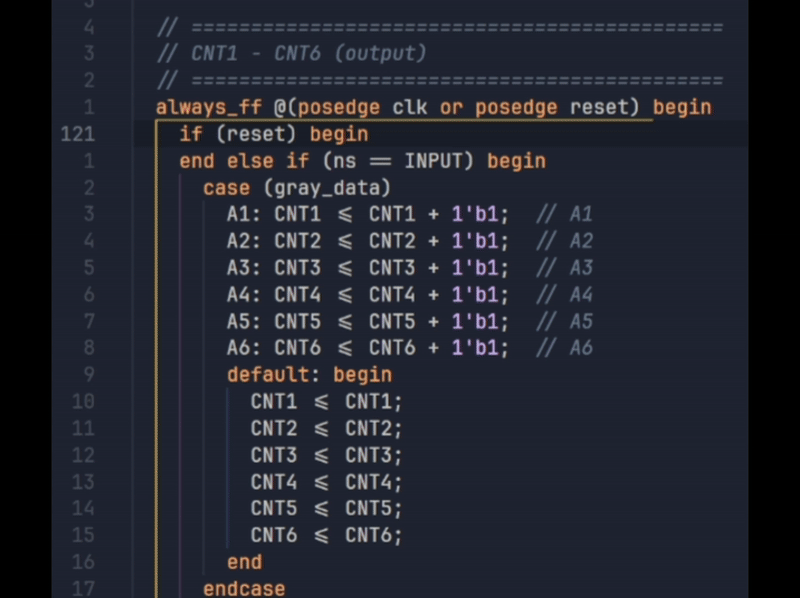 3
4 // =============================================
3 // CNT1 - CNT6 (output)
2 // =============================================
1 always_ff @(posedge clk or posedge reset) begin
121 if (reset) begin
1 end else if (ns == INPUT) begin
2 case (gray_data)
3 A1: CNT1 <= CNT1 + 1'b1; // A1
4 A2: CNT2 <= CNT2 + 1'b1; // A2
5 A3: CNT3 <= CNT3 + 1'b1; // A3
6 A4: CNT4 <= CNT4 + 1'b1; // A4
7 A5: CNT5 <= CNT5 + 1'b1; // A5
8 A6: CNT6 <= CNT6 + 1'b1; // A6
9 default: begin
10 CNT1 <= CNT1;
11 CNT2 <= CNT2;
12 CNT3 <= CNT3;
13 CNT4 <= CNT4;
14 CNT5 <= CNT5;
15 CNT6 <= CNT6;
16 end
17 endcase